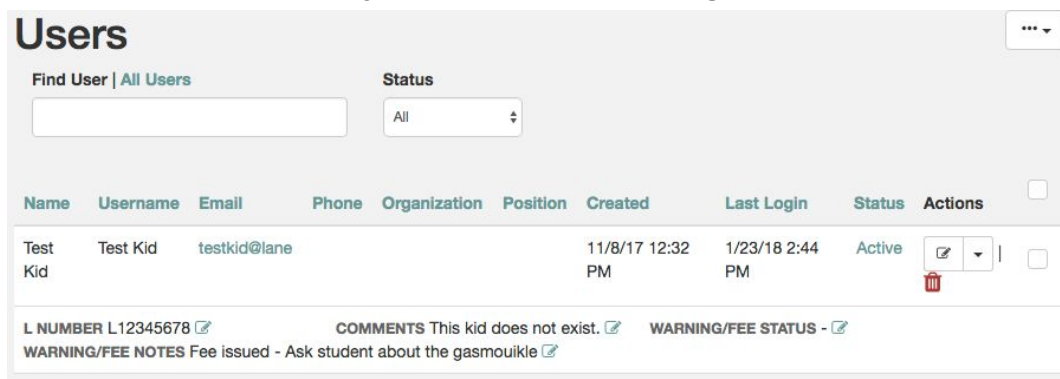 Users
Find User | All Users
Status
All
Name Username Email Phone Organization Position Created Last Login Status Actions
Test Test Kid testkid@lane 11/8/17 12:32 1/23/18 2:44 Active
Kid PM PM
L NUMBER L12345678 COMMENTS This kid does not exist. WARNING/FEE STATUS -
WARNING/FEE NOTES Fee issued - Ask student about the gasmouikle